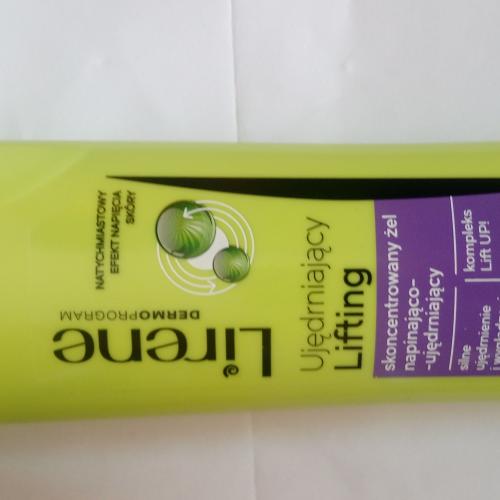 NATYCHMIASTOWY
EFEKT NAPIĘCIA
SKÓRY
Lirene
DERMOPROGRAM
Ujędrniający
Lifting
skoncentrowany żel
napinająco-
-ujędrniający
silne
ujędrnienie
kompleks
Lift UP!